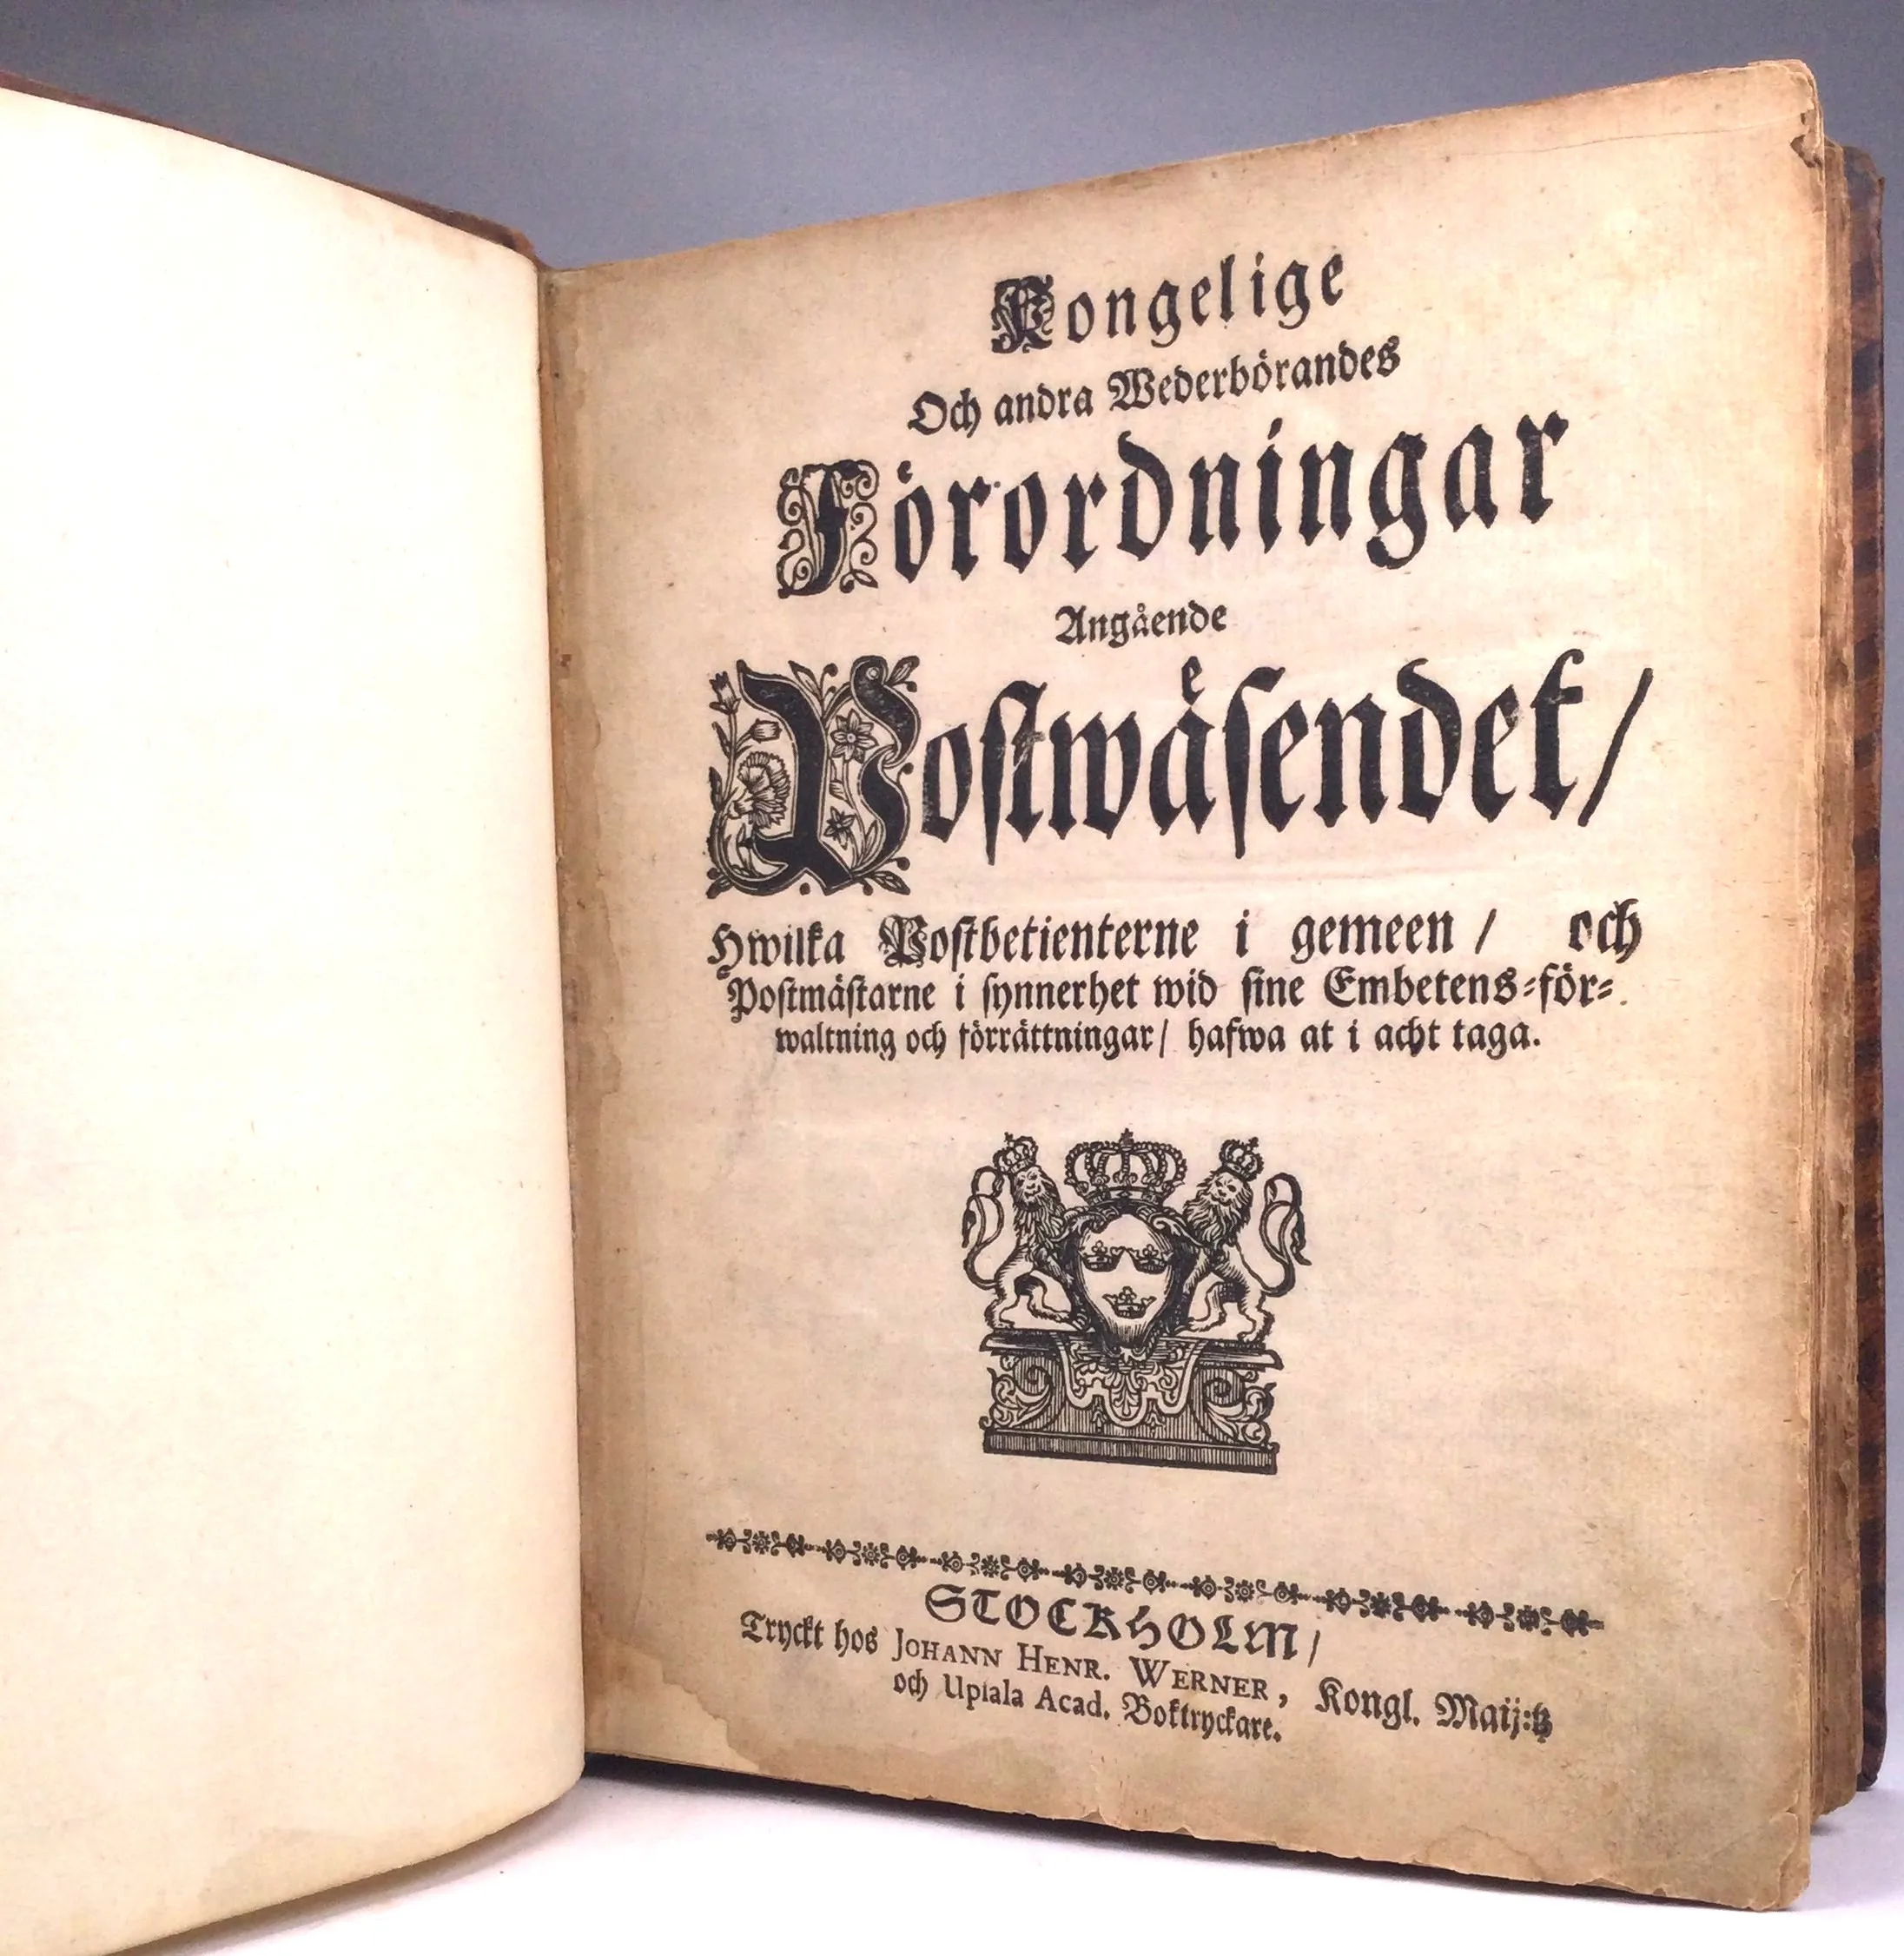 Kongelige
Och andra Wederbörandes
Förordningar
Angående
Postwäsendet/
Hwilka Postbetienterne i gemeen/ och
Postmästarne i synnerhet wid sine Embetens-för-
waltning och förrättningar/ hafwa at i acht taga.
STOCKHOLM/
Tryckt hos JOHANN HENR. WERNER, Kongl. Maij:tz
och Upsala Acad. Boktryckare.